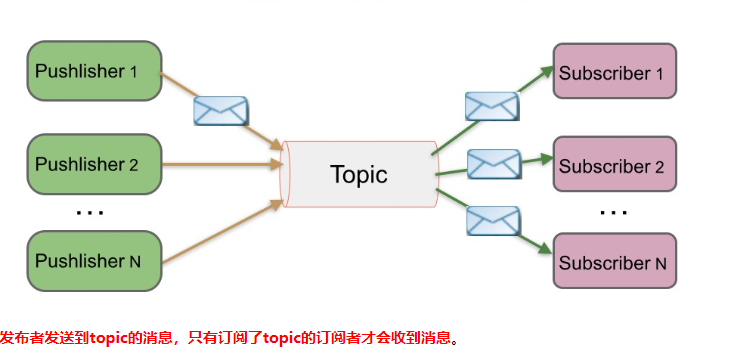 Pushlisher 1
Subscriber 1
Pushlisher 2
Topic
Subscriber 2
...
...
Pushlisher N
Subscriber N
发布者发送到topic的消息，只有订阅了topic的订阅者才会收到消息。